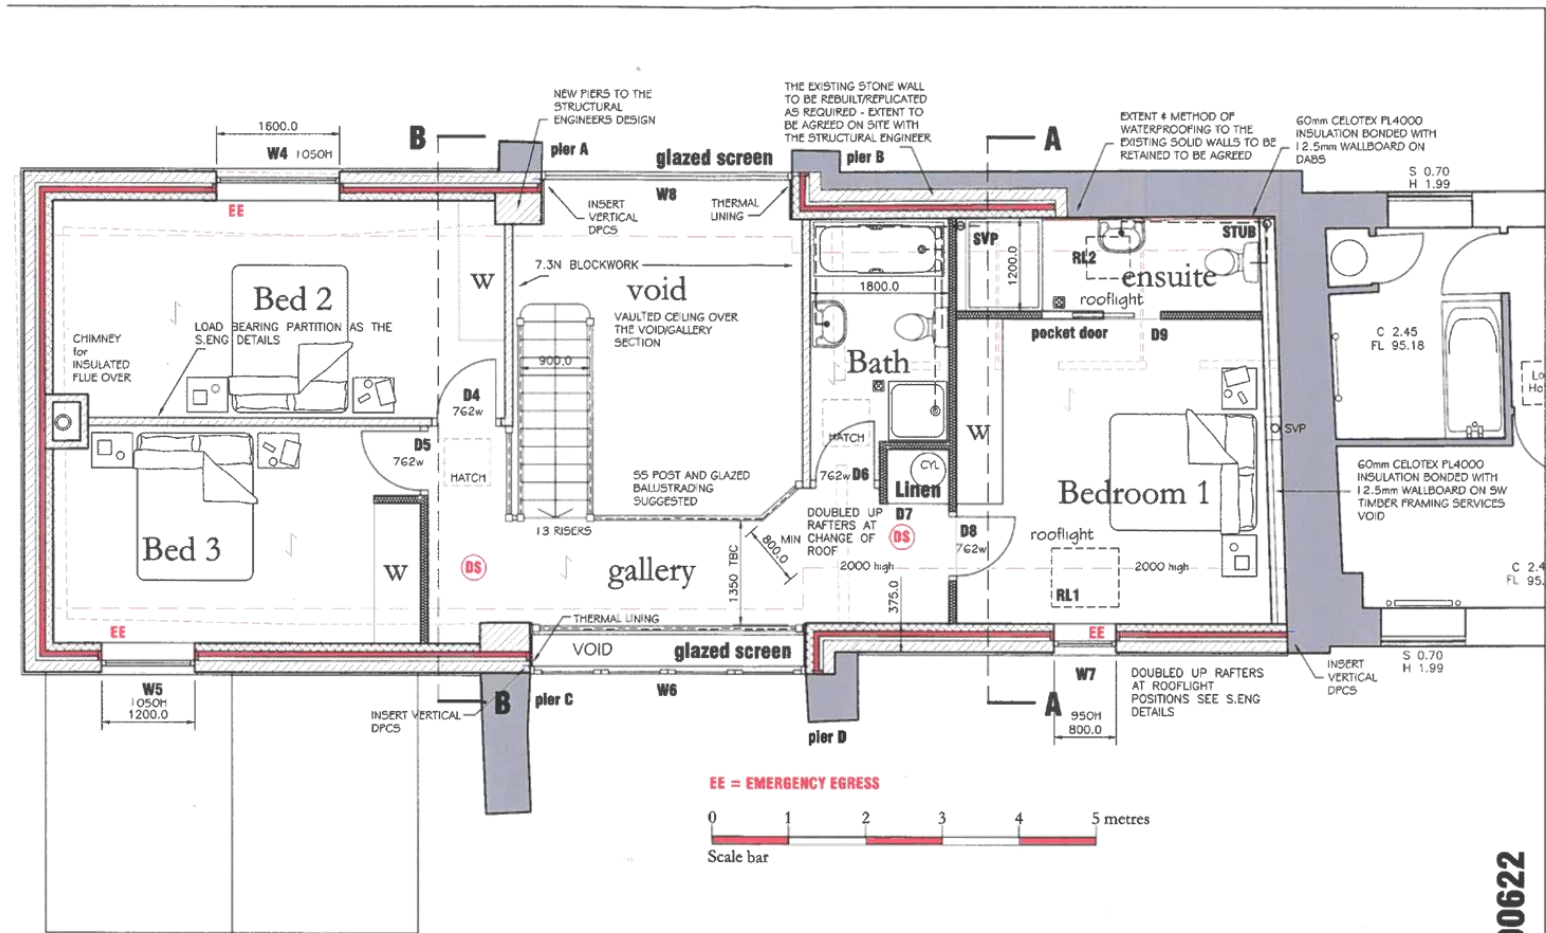 NEW PIERS TO THE
STRUCTURAL
ENGINEERS DESIGN
THE EXISTING STONE WALL
TO BE REBUILT/REPLICATED
AS REQUIRED - EXTENT TO
BE AGREED ON SITE WITH
THE STRUCTURAL ENGINEER
EXTENT & METHOD OF
WATERPROOFING TO THE
EXISTING SOLID WALLS TO BE
RETAINED TO BE AGREED
60mm CELOTEX PL4000
INSULATION BONDED WITH
12.5mm WALLBOARD ON
DABS
1600.0
W4 1050H
B
pier A
glazed screen
pier B
A
S 0.70
H 1.99
W8
EE
INSERT
VERTICAL
DPCS
THERMAL
LINING
SVP
1200.0
RL2
STUB
ensuite
rooflight
W
7.3N BLOCKWORK
void
VAULTED CEILING OVER
THE VOID/GALLERY
SECTION
1800.0
Bed 2
LOAD BEARING PARTITION AS THE
S.ENG DETAILS
CHIMNEY
for
INSULATED
FLUE OVER
pocket door
D9
C 2.45
FL 95.18
900.0
Bath
Lo
Ho
D4
762w
HATCH
W
SVP
D5
762w
HATCH
SS POST AND GLAZED
BALUSTRADING
SUGGESTED
762w D6
CYL
Linen
D7
60mm CELOTEX PL4000
INSULATION BONDED WITH
12.5mm WALLBOARD ON SW
TIMBER FRAMING SERVICES
VOID
Bedroom 1
DOUBLED UP
RAFTERS AT
CHANGE OF
ROOF
DS
D8
762w
13 RISERS
MIN
800.0
rooflight
Bed 3
W
DS
gallery
1350 TBC
2000 high
375.0
2000 high
RL1
C 2.4
FL 95.
EE
THERMAL LINING
VOID
glazed screen
EE
W5
1050H
1200.0
INSERT VERTICAL
DPCS
B
pier C
W6
pier D
A
W7
950H
800.0
DOUBLED UP RAFTERS
AT ROOFLIGHT
POSITIONS SEE S.ENG
DETAILS
INSERT
VERTICAL
DPCS
S 0.70
H 1.99
EE = EMERGENCY EGRESS
0 1 2 3 4 5 metres
Scale bar
00622